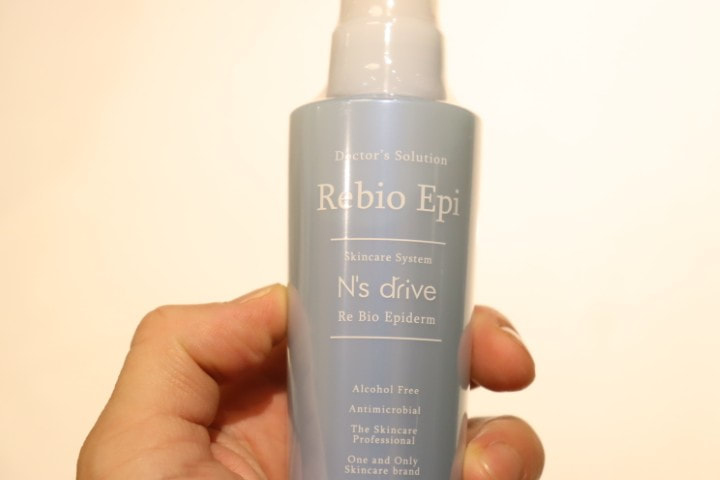 Doctor's Solution
Rebio Epi
Skincare System
N's drive
Re Bio Epiderm
Alcohol Free
Antimicrobial
The Skincare
Professional
One and Only
Skincare brand